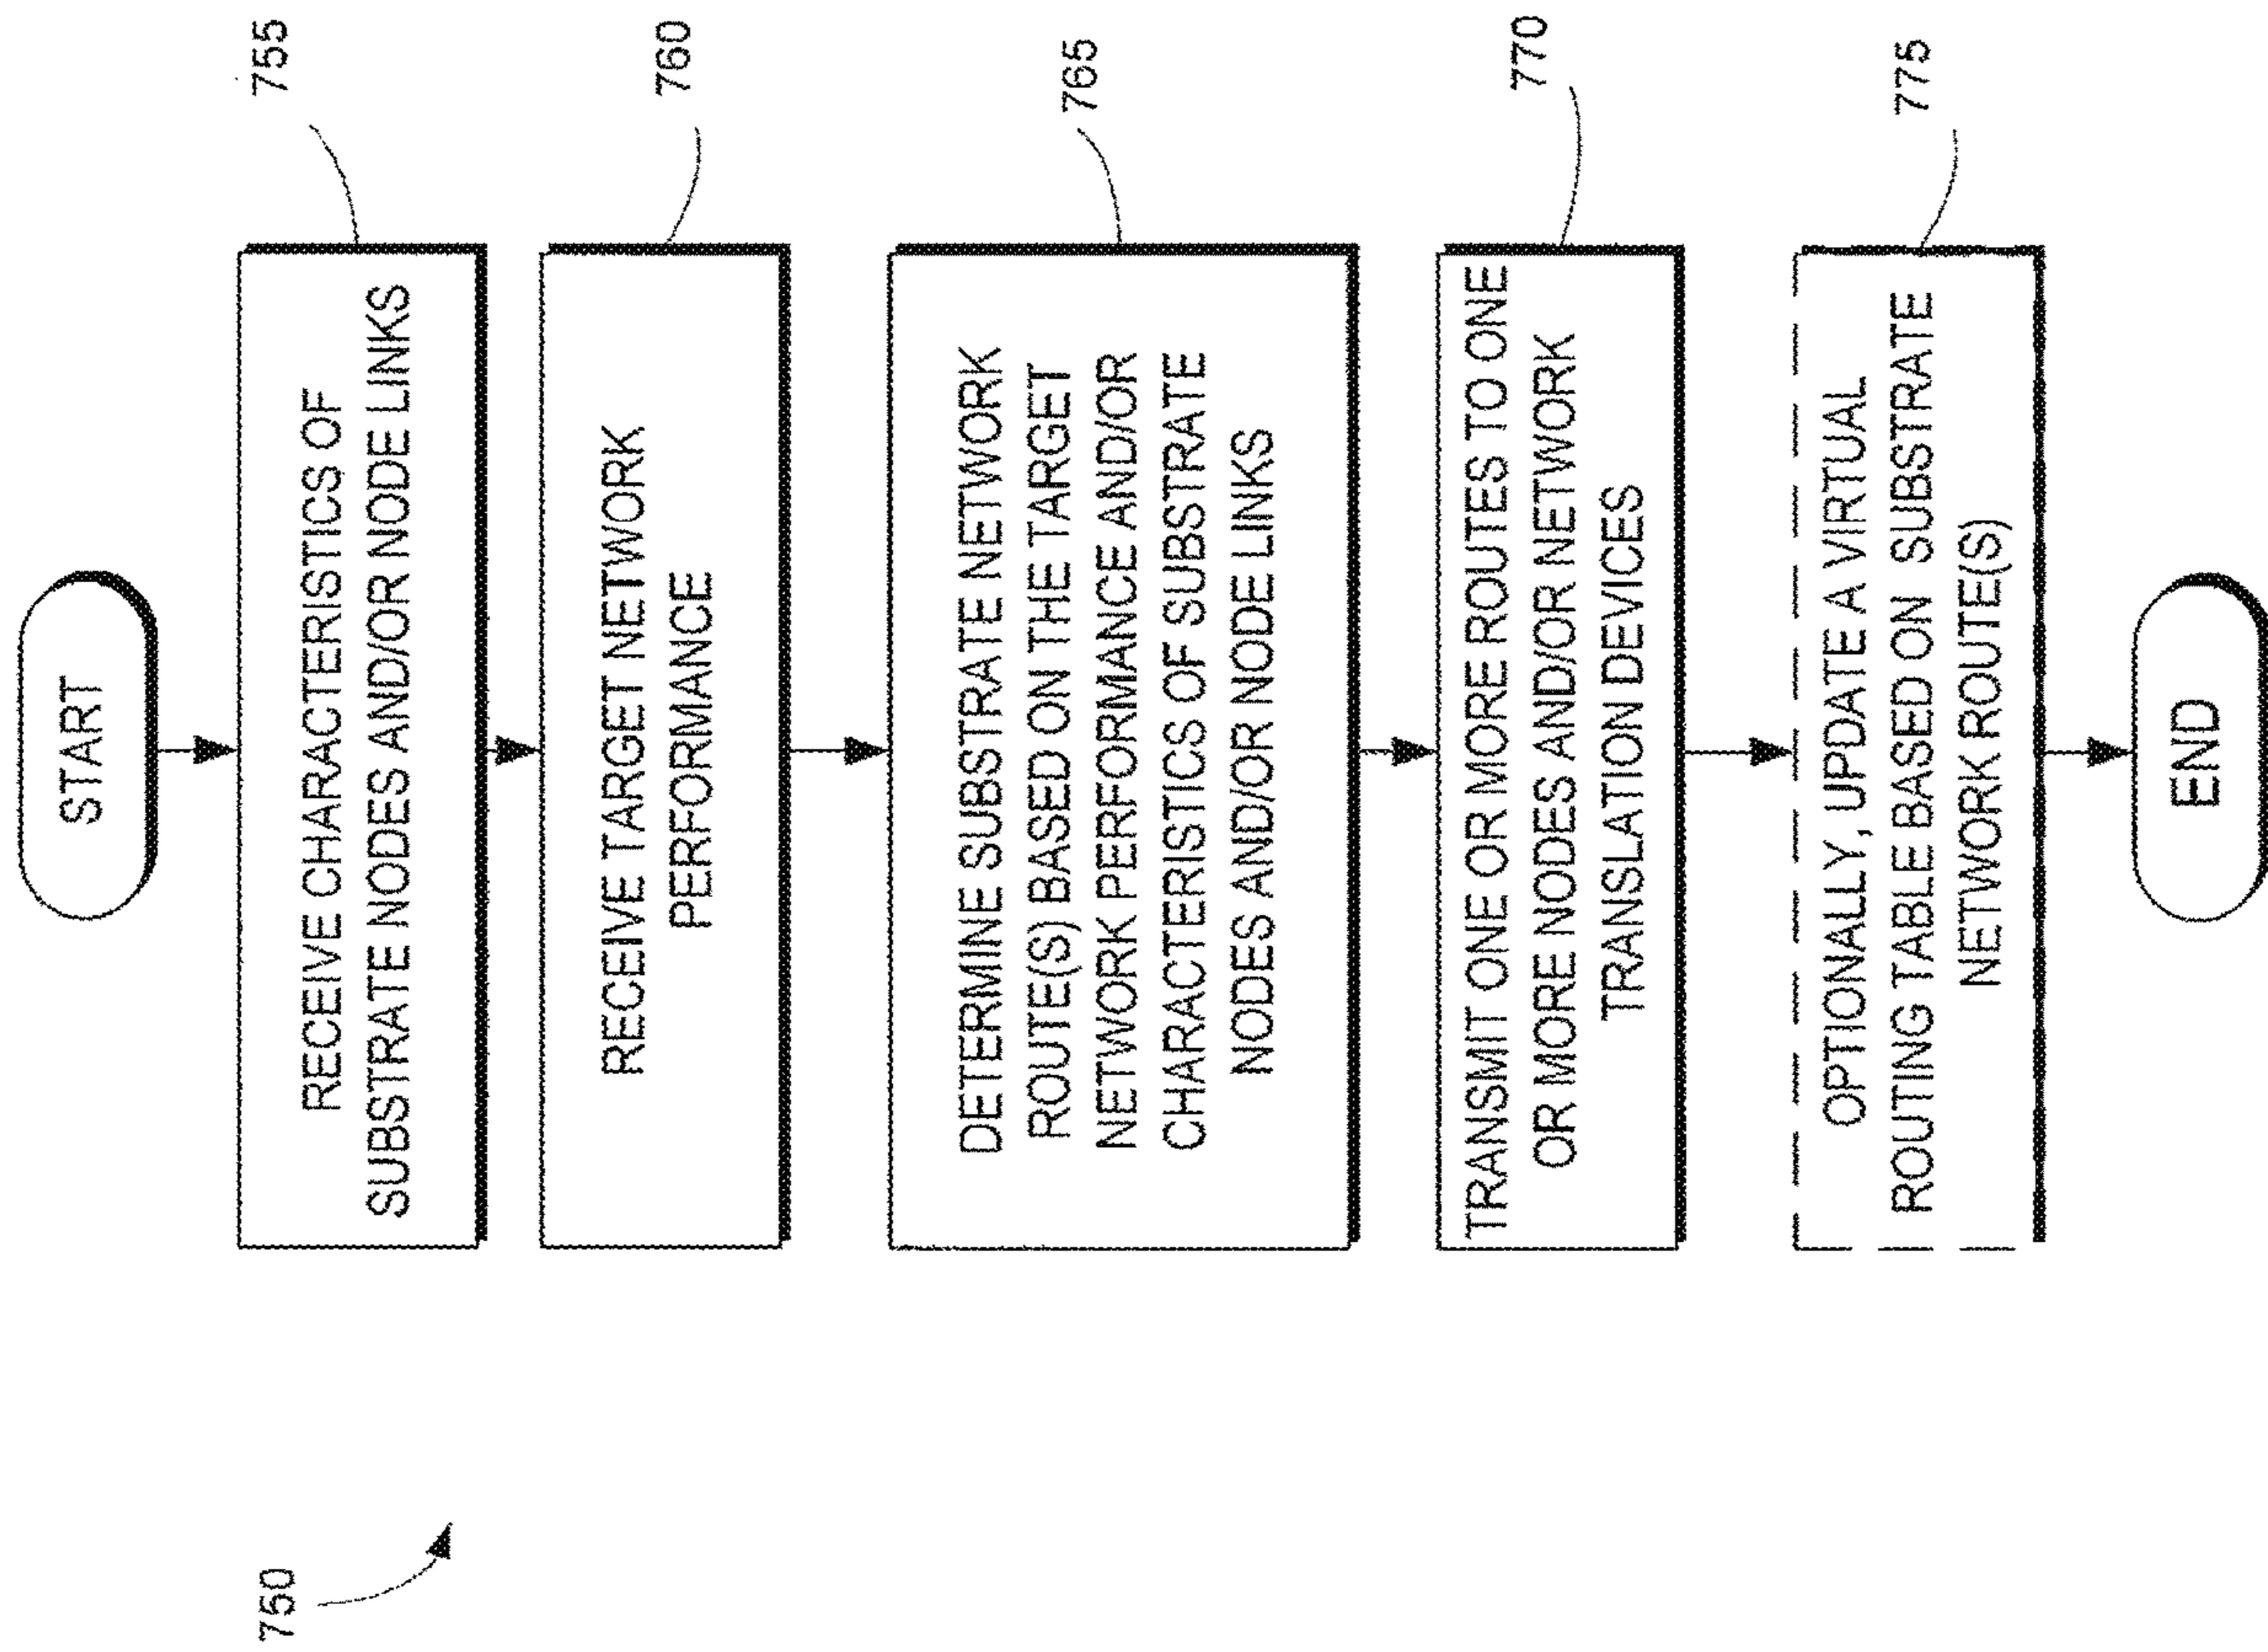 750
START
RECEIVE CHARACTERISTICS OF
SUBSTRATE NODES AND/OR NODE LINKS
755
RECEIVE TARGET NETWORK
PERFORMANCE
760
DETERMINE SUBSTRATE NETWORK
ROUTE(S) BASED ON THE TARGET
NETWORK PERFORMANCE AND/OR
CHARACTERISTICS OF SUBSTRATE
NODES AND/OR NODE LINKS
765
TRANSMIT ONE OR MORE ROUTES TO ONE
OR MORE NODES AND/OR NETWORK
TRANSLATION DEVICES
770
OPTIONALLY, UPDATE A VIRTUAL
ROUTING TABLE BASED ON SUBSTRATE
NETWORK ROUTE(S)
775
END